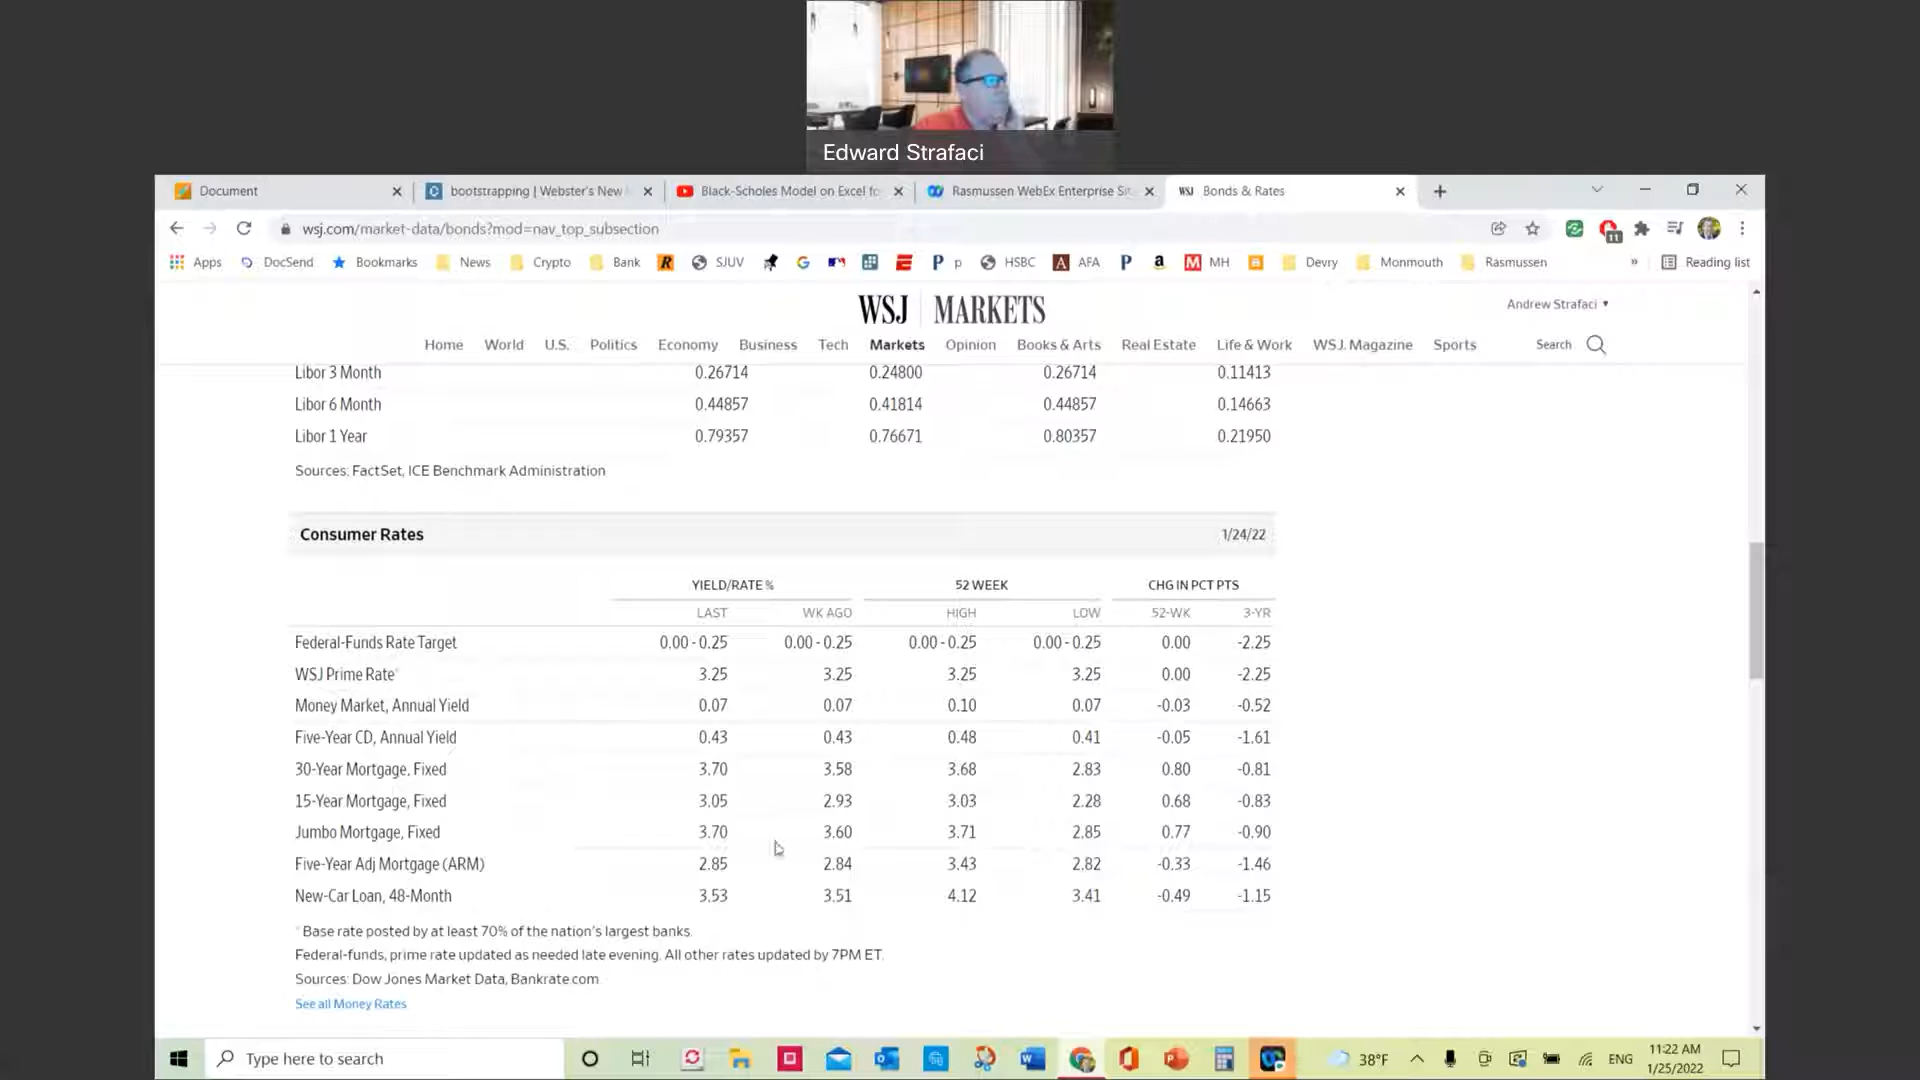 Edward Strafaci
Document
bootstrapping | Webster's New
Black-Scholes Model on Excel fo
Rasmussen WebEx Enterprise Sit
WSJ Bonds & Rates
wsj.com/market-data/bonds?mod=nav_top_subsection
11
Apps DocSend Bookmarks News Crypto Bank SJUV P p HSBC AFA P a MH Devry Monmouth Rasmussen » Reading list
WSJ | MARKETS
Andrew Strafaci
Home World U.S. Politics Economy Business Tech Markets Opinion Books & Arts Real Estate Life & Work WSJ. Magazine Sports Search
Libor 3 Month 0.26714 0.24800 0.26714 0.11413
Libor 6 Month 0.44857 0.41814 0.44857 0.14663
Libor 1 Year 0.79357 0.76671 0.80357 0.21950
Sources: FactSet, ICE Benchmark Administration
Consumer Rates 1/24/22
YIELD/RATE % 52 WEEK CHG IN PCT PTS
LAST WK AGO HIGH LOW 52-WK 3-YR
Federal-Funds Rate Target 0.00 - 0.25 0.00 - 0.25 0.00 - 0.25 0.00 - 0.25 0.00 -2.25
WSJ Prime Rate* 3.25 3.25 3.25 3.25 0.00 -2.25
Money Market, Annual Yield 0.07 0.07 0.10 0.07 -0.03 -0.52
Five-Year CD, Annual Yield 0.43 0.43 0.48 0.41 -0.05 -1.61
30-Year Mortgage, Fixed 3.70 3.58 3.68 2.83 0.80 -0.81
15-Year Mortgage, Fixed 3.05 2.93 3.03 2.28 0.68 -0.83
Jumbo Mortgage, Fixed 3.70 3.60 3.71 2.85 0.77 -0.90
Five-Year Adj Mortgage (ARM) 2.85 2.84 3.43 2.82 -0.33 -1.46
New-Car Loan, 48-Month 3.53 3.51 4.12 3.41 -0.49 -1.15
* Base rate posted by at least 70% of the nation's largest banks.
Federal-funds, prime rate updated as needed late evening. All other rates updated by 7PM ET.
Sources: Dow Jones Market Data, Bankrate.com
See all Money Rates
Type here to search
38°F
ENG
11:22 AM
1/25/2022